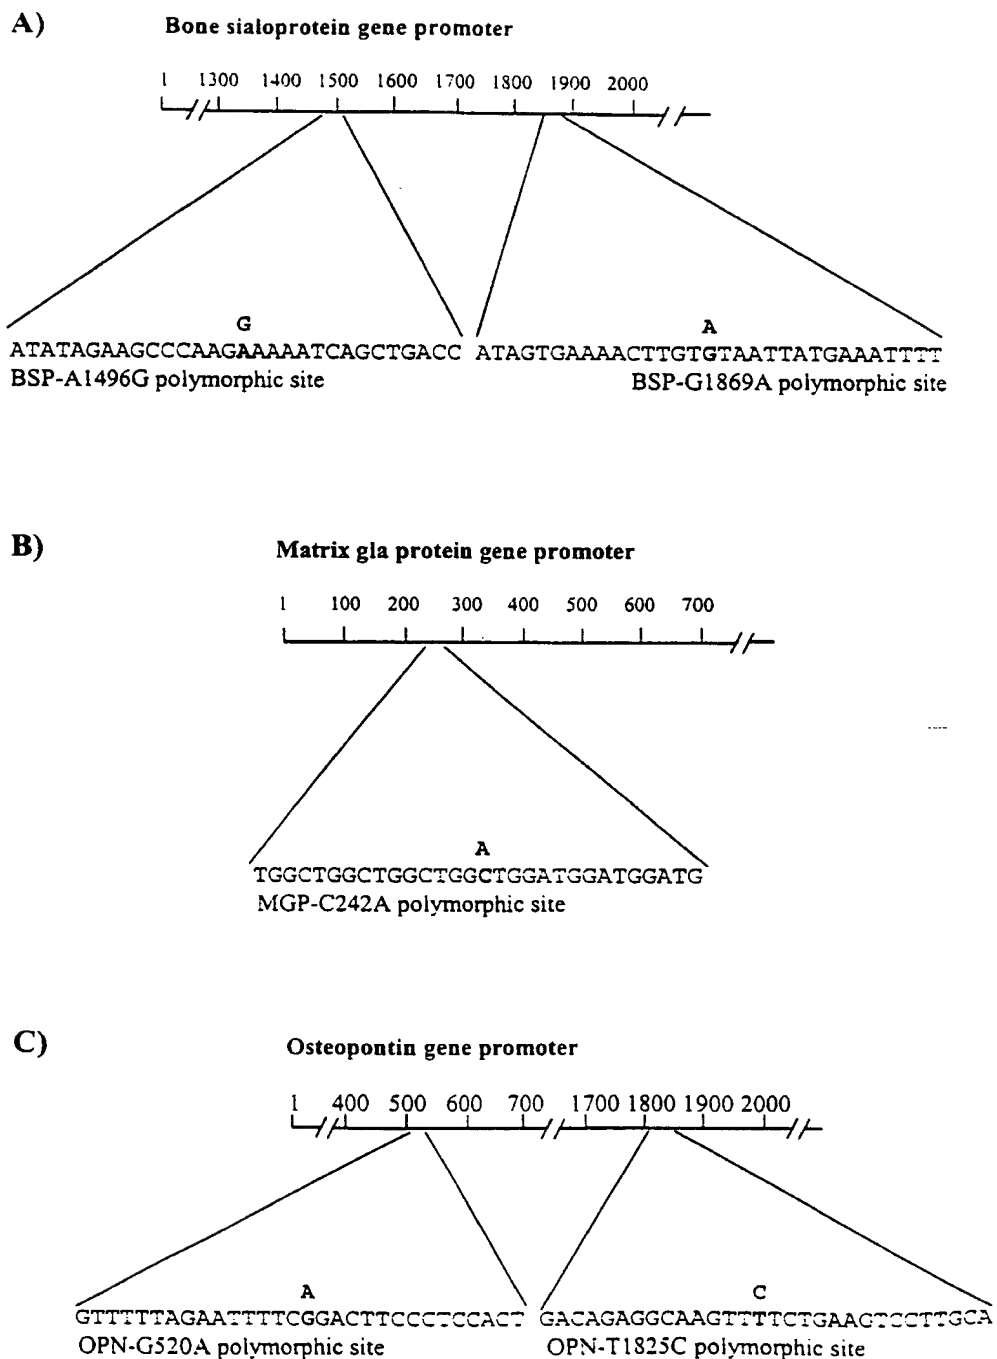 A)
Bone sialoprotein gene promoter
1 1300 1400 1500 1600 1700 1800 1900 2000
G
A
ATATAGAAGCCCAAGAAAAATCAGCTGACC ATAGTGAAAACTTGTGTAATTATGAAATTTT
BSP-A1496G polymorphic site
BSP-G1869A polymorphic site
B)
Matrix gla protein gene promoter
1 100 200 300 400 500 600 700
A
TGGCTGGCTGGCTGGCTGGATGGATGGATG
MGP-C242A polymorphic site
C)
Osteopontin gene promoter
1 400 500 600 700 1700 1800 1900 2000
A
C
GTTTTTAGAATTTTCGGACTTCCCTCCACT GACAGAGGCAAGTTTTCTGAAGTCCTTGCA
OPN-G520A polymorphic site
OPN-T1825C polymorphic site